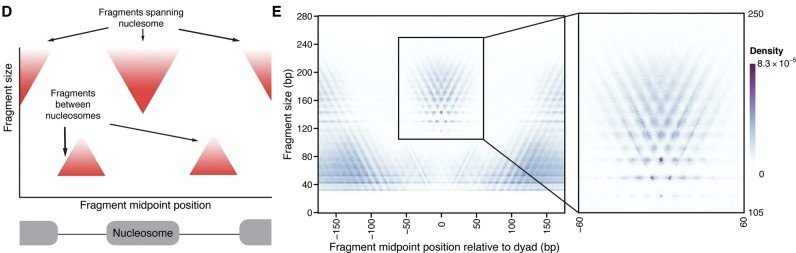 D
Fragments spanning
nuclesome
Fragments
between
nucleosomes
Fragment size
Fragment midpoint position
Nucleosome
E
280
240
200
160
120
80
40
0
Fragment size (bp)
-150
-100
-50
0
50
100
150
Fragment midpoint position relative to dyad (bp)
250
105
-60
60
Density
8.3 × 10⁻⁵
0